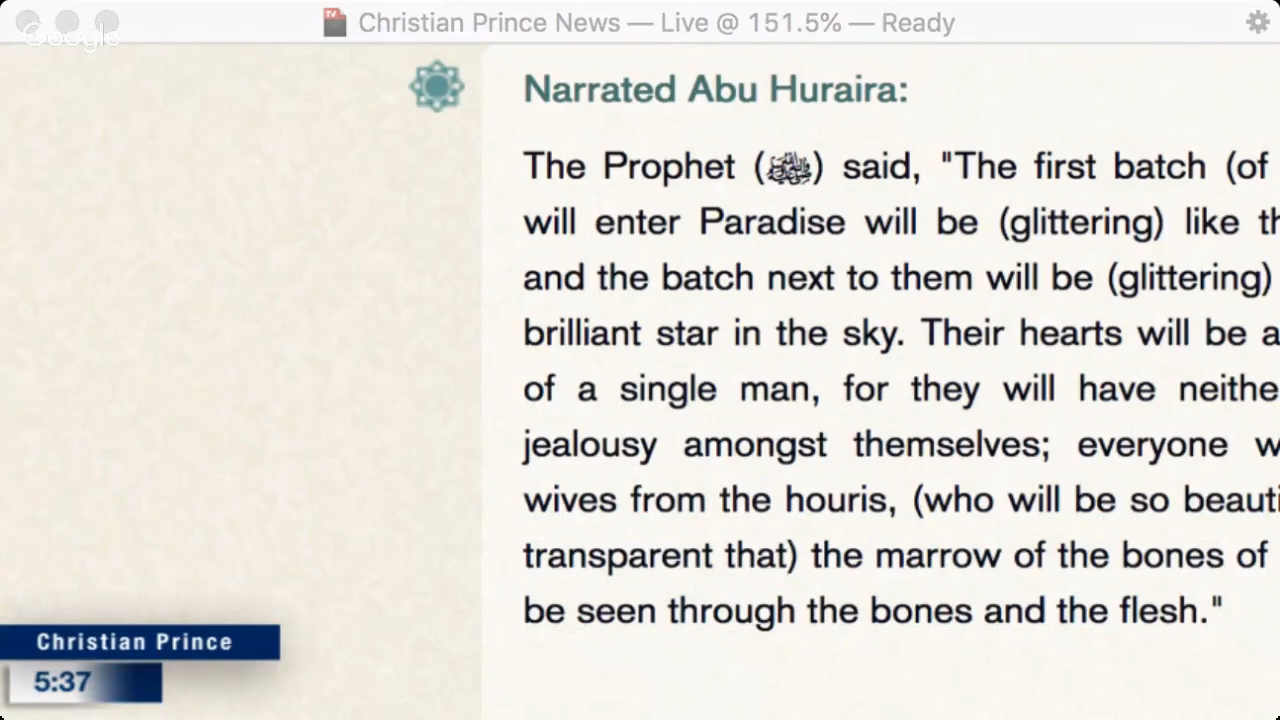 Christian Prince News — Live @ 151.5% — Ready
Google
Narrated Abu Huraira:
The Prophet (ﷺ) said, "The first batch (of
will enter Paradise will be (glittering) like th
and the batch next to them will be (glittering)
brilliant star in the sky. Their hearts will be a
of a single man, for they will have neithe
jealousy amongst themselves; everyone w
wives from the houris, (who will be so beauti
transparent that) the marrow of the bones of
be seen through the bones and the flesh."
Christian Prince
5:37